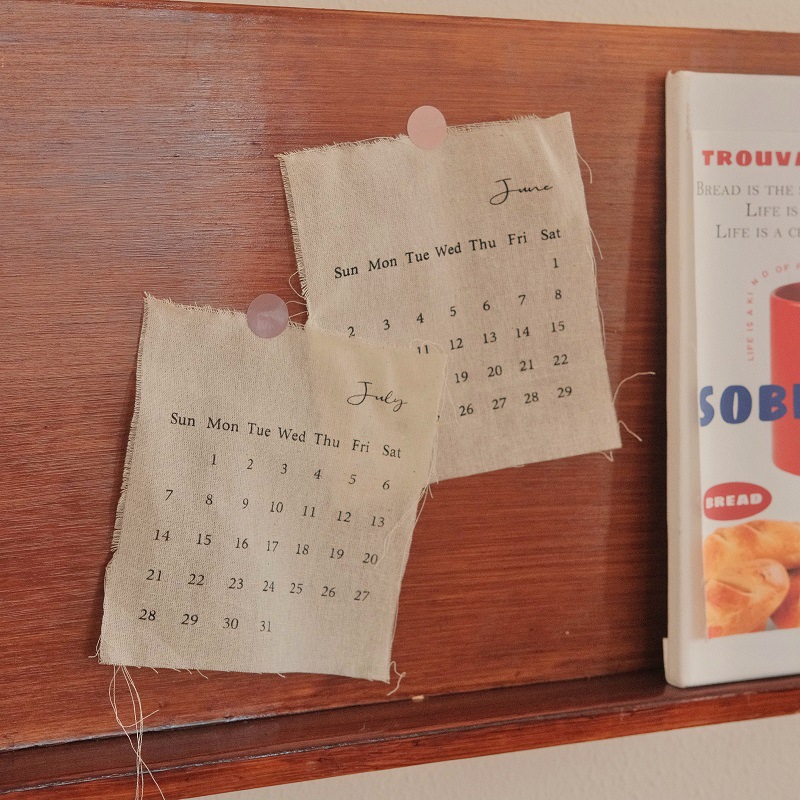 June
Sun Mon Tue Wed Thu Fri Sat
1
2 3 4 5 6 7 8
11 12 13 14 15
19 20 21 22
26 27 28 29
July
Sun Mon Tue Wed Thu Fri Sat
1 2 3 4 5 6
7 8 9 10 11 12 13
14 15 16 17 18 19 20
21 22 23 24 25 26 27
28 29 30 31
TROUVA
BREAD IS THE
LIFE IS
LIFE IS A
LIFE IS A KIND OF
SOB
BREAD